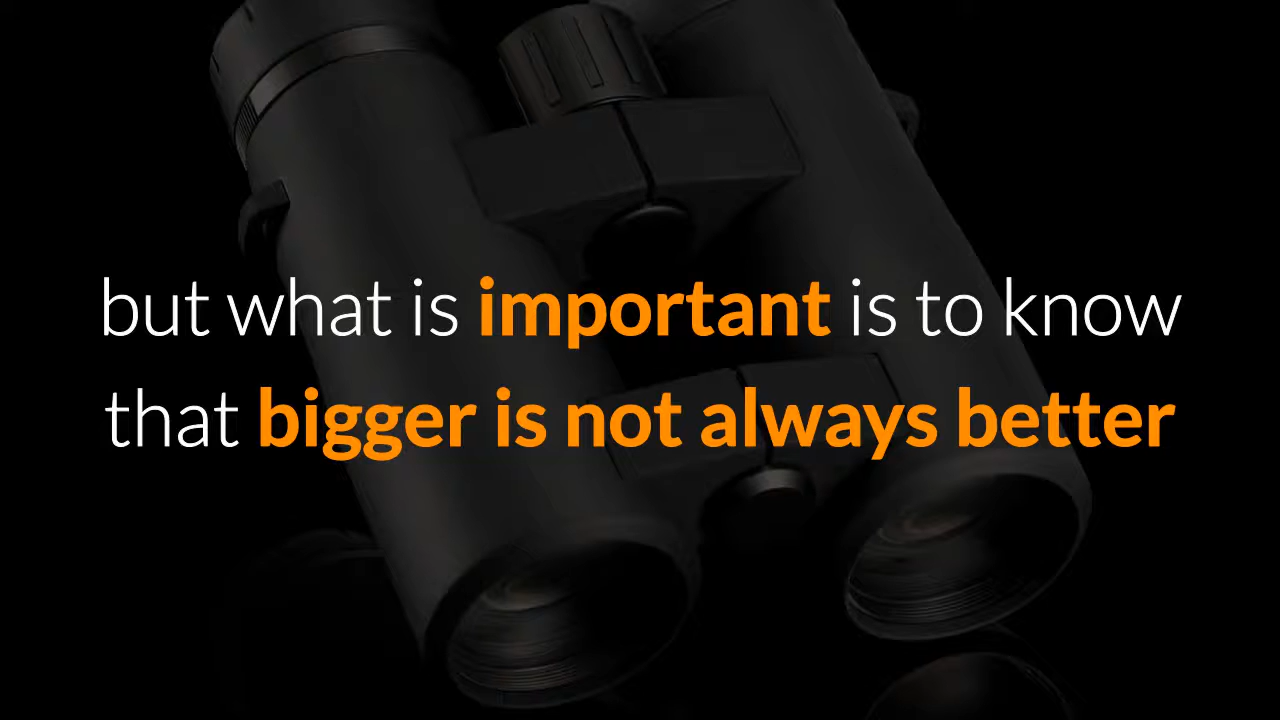 but what is important is to know
that bigger is not always better